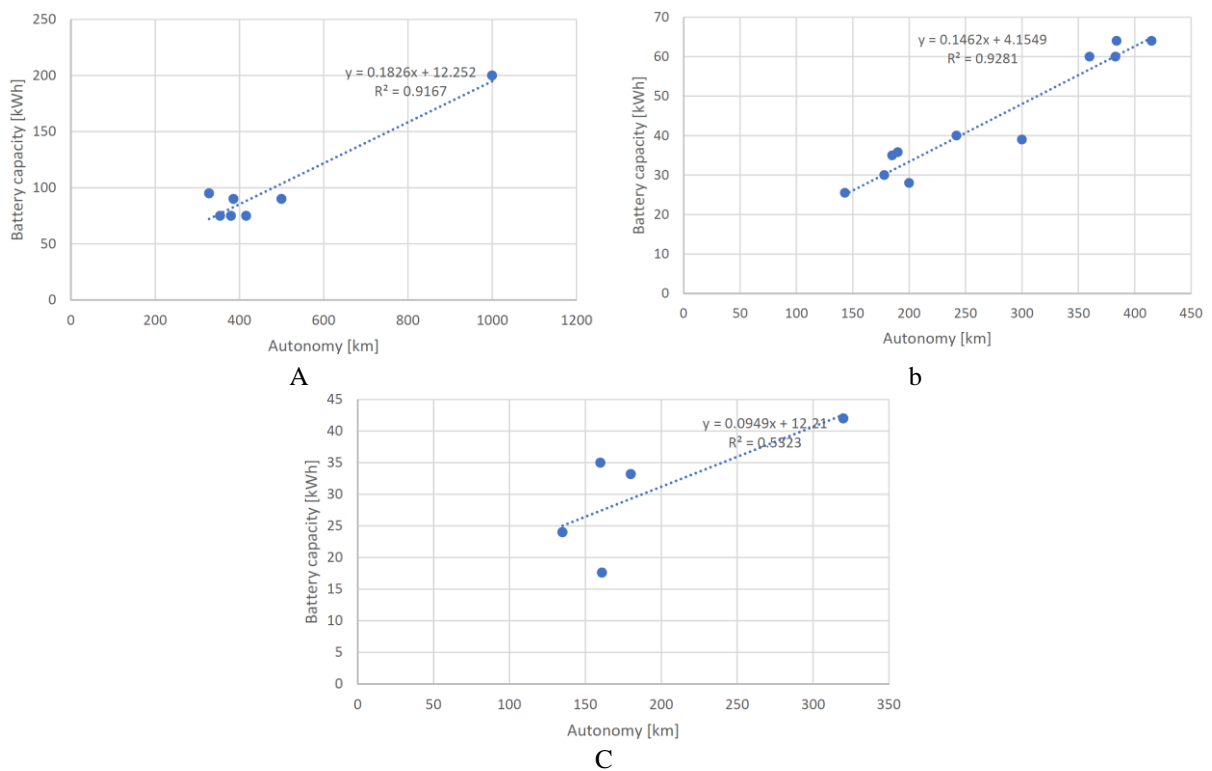 250
200
150
100
50
0
Battery capacity [kWh]
y = 0.1826x + 12.252
R² = 0.9167
0 200 400 600 800 1000 1200
Autonomy [km]
A
70
60
50
40
30
20
10
0
Battery capacity [kWh]
y = 0.1462x + 4.1549
R² = 0.9281
0 50 100 150 200 250 300 350 400 450
Autonomy [km]
b
45
40
35
30
25
20
15
10
5
0
Battery capacity [kWh]
y = 0.0949x + 12.21
R² = 0.5323
0 50 100 150 200 250 300 350
Autonomy [km]
C